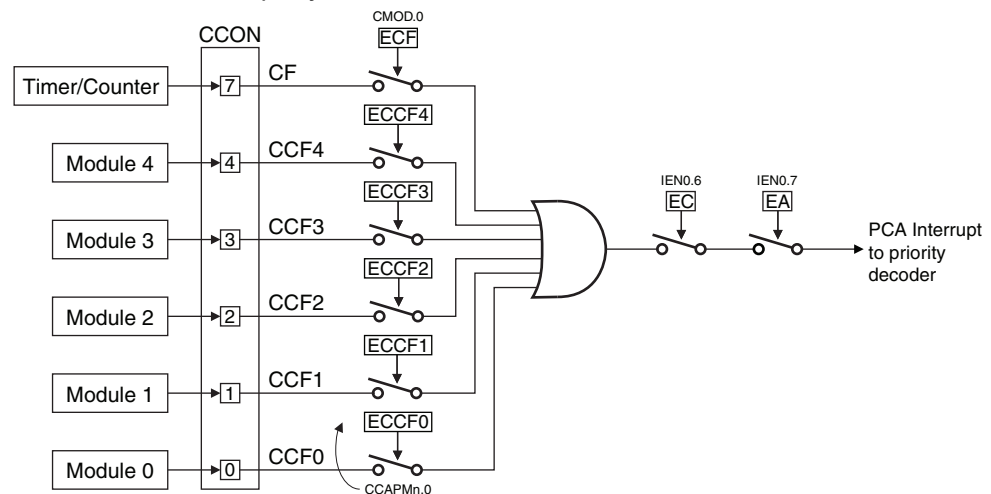 CMOD.0
CCON
ECF
Timer/Counter
7
CF
ECCF4
Module 4
4
CCF4
ECCF3
IEN0.6
IEN0.7
EC
EA
Module 3
3
CCF3
PCA Interrupt
to priority
decoder
ECCF2
Module 2
2
CCF2
ECCF1
Module 1
1
CCF1
ECCF0
Module 0
0
CCF0
CCAPMn.0